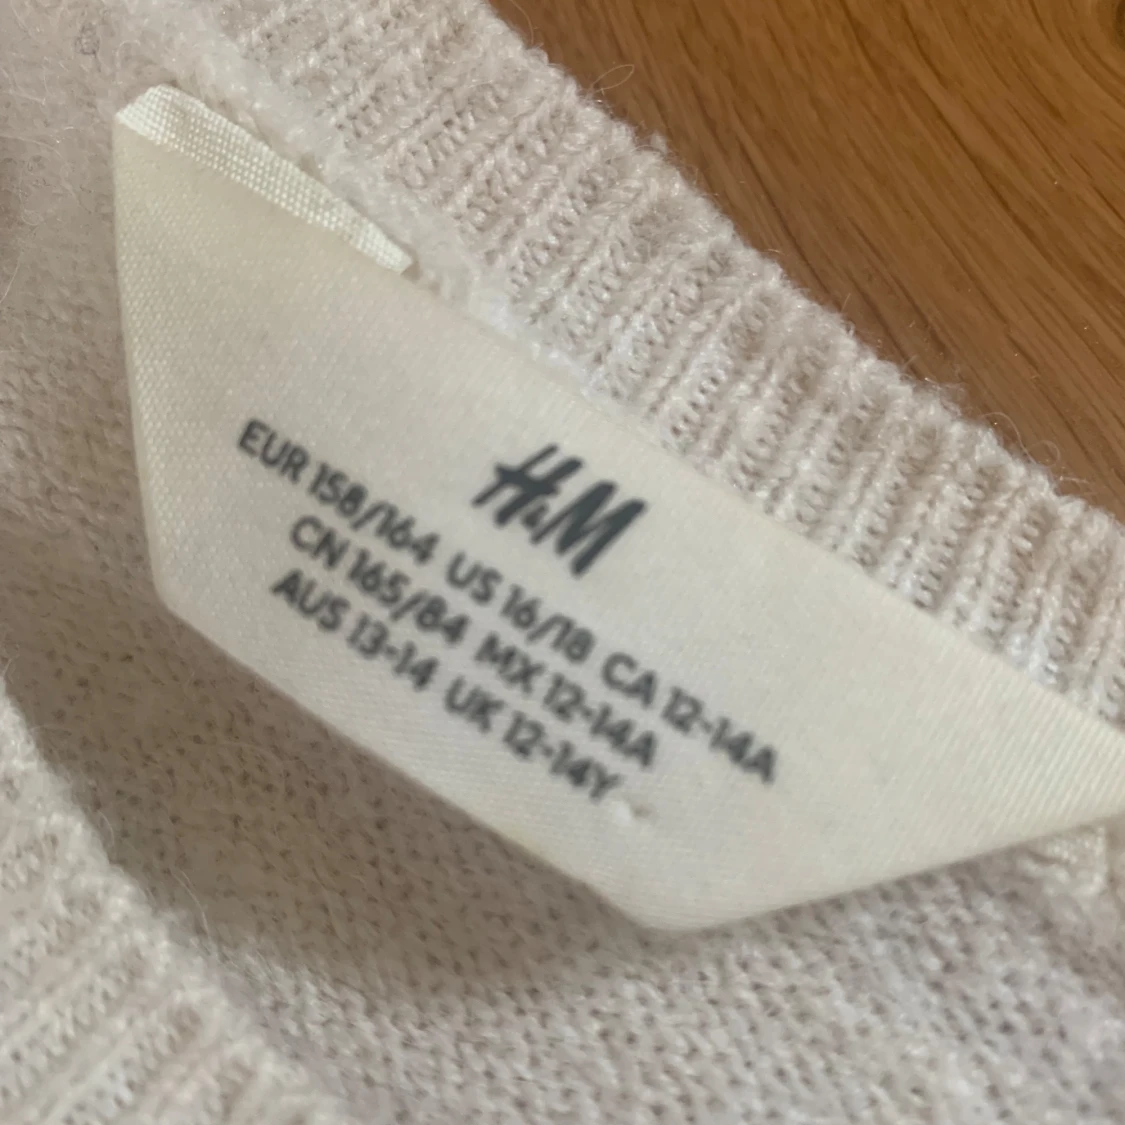 H&M
EUR 158/164 US 16/18 CA 12-14A
CN 165/84 MX 12-14A
AUS 13-14 UK 12-14Y